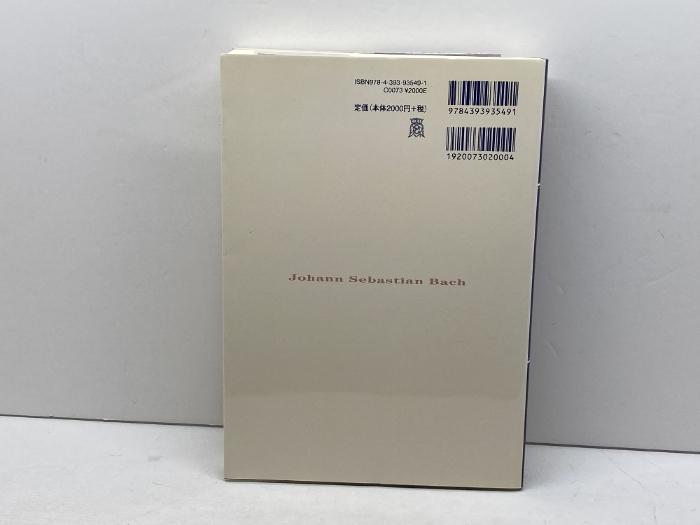 ISBN978-4-393-93549-1
C0073 ¥2000E
定価(本体2000円+税)
9784393935491
1920073020004
Johann Sebastian Bach